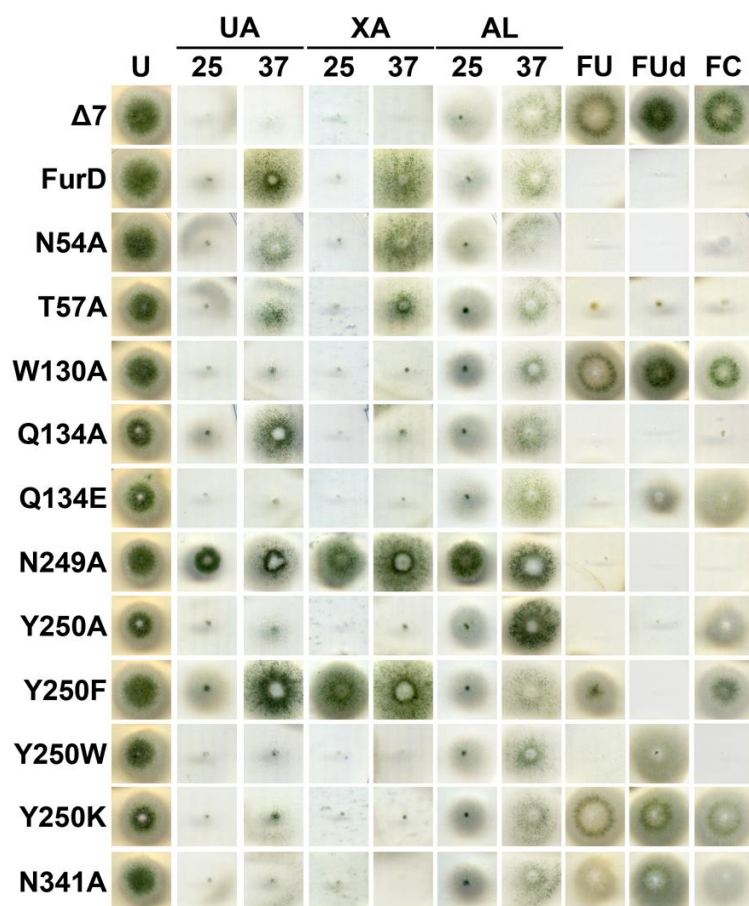 UA XA AL
U 25 37 25 37 25 37 FU FUd FC
Δ7
FurD
N54A
T57A
W130A
Q134A
Q134E
N249A
Y250A
Y250F
Y250W
Y250K
N341A